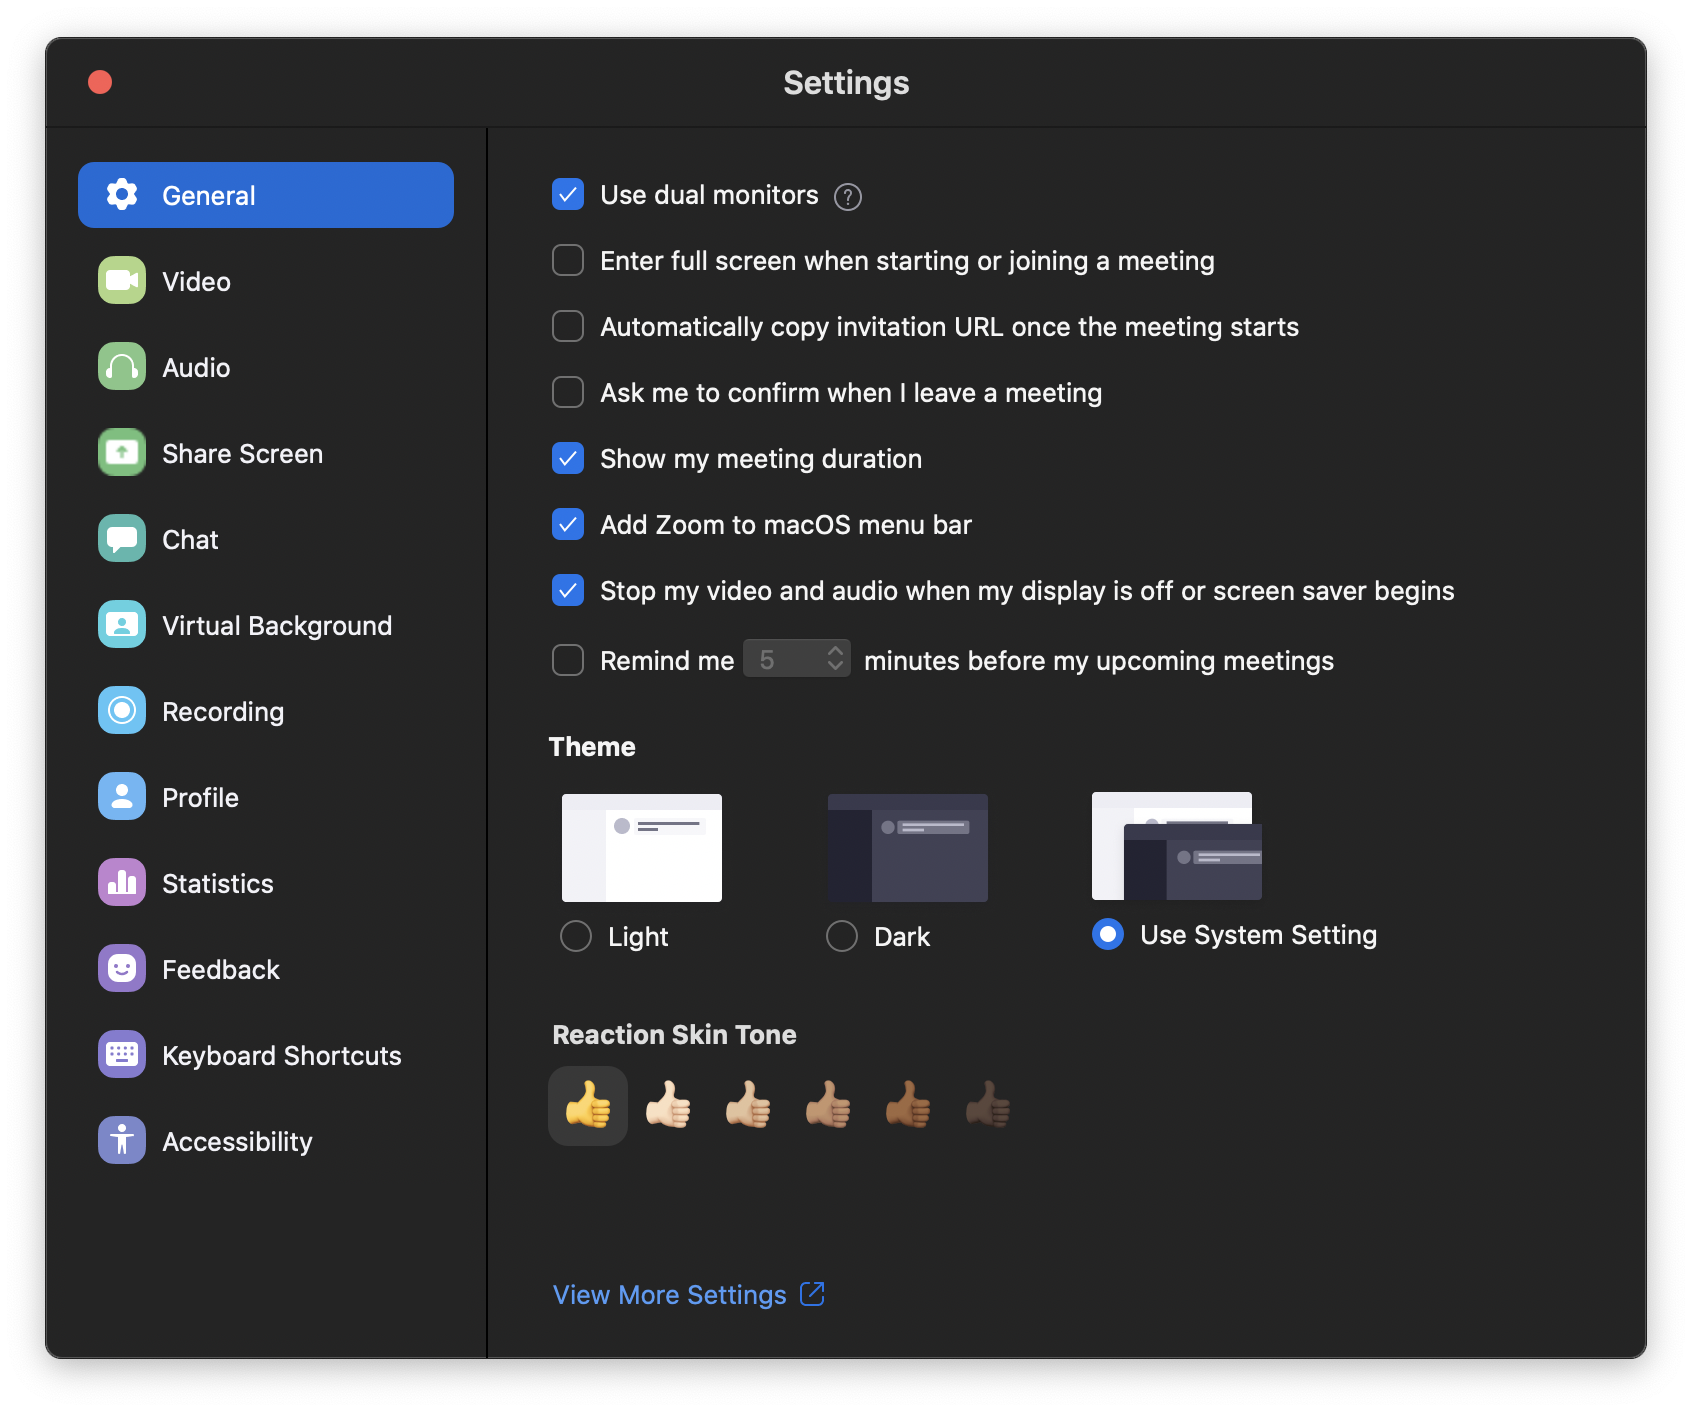 Settings
General
Video
Audio
Share Screen
Chat
Virtual Background
Recording
Profile
Statistics
Feedback
Keyboard Shortcuts
Accessibility
Use dual monitors ?
Enter full screen when starting or joining a meeting
Automatically copy invitation URL once the meeting starts
Ask me to confirm when I leave a meeting
Show my meeting duration
Add Zoom to macOS menu bar
Stop my video and audio when my display is off or screen saver begins
Remind me 5 minutes before my upcoming meetings
Theme
Light
Dark
Use System Setting
Reaction Skin Tone
View More Settings